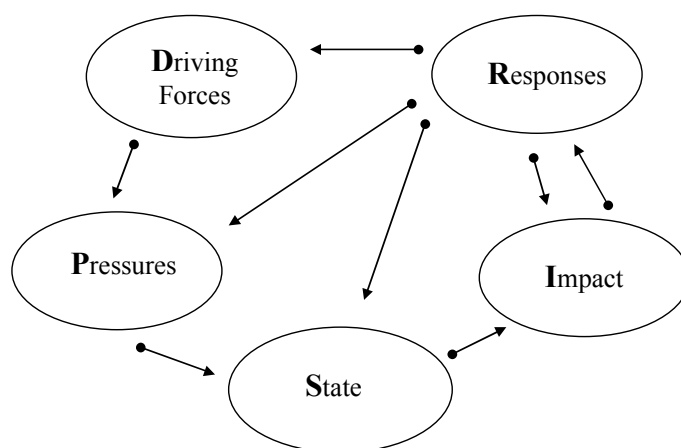 Driving
Forces
Responses
Pressures
Impact
State